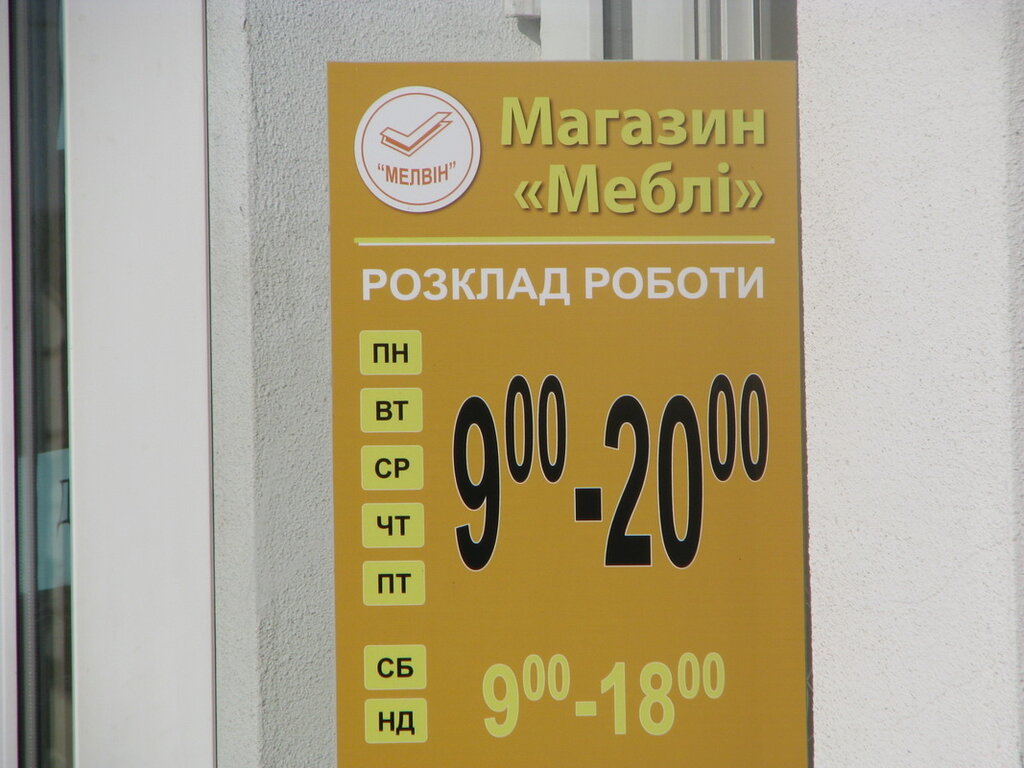 "МЕЛВІН"
Магазин
«Меблі»
РОЗКЛАД РОБОТИ
ПН
ВТ
СР
ЧТ
ПТ
9⁰⁰-20⁰⁰
СБ
НД
9⁰⁰-18⁰⁰